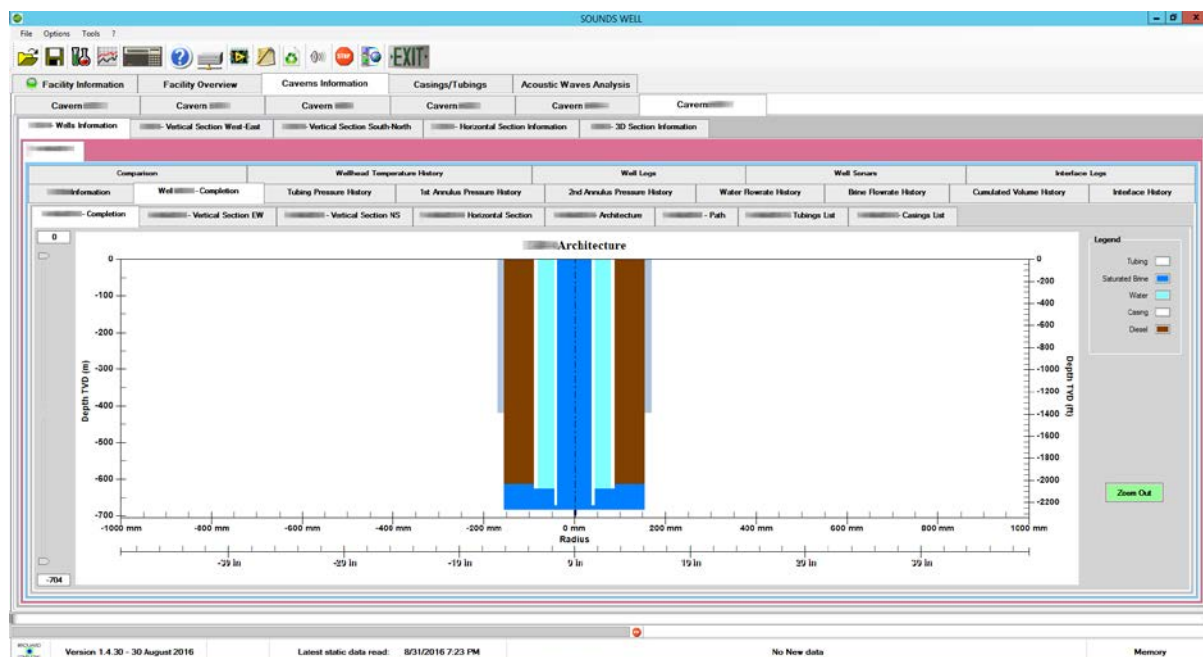 SOUNDS WELL
File Options Tools ?
STOP EXIT
Facility Information Facility Overview Caverns Information Casings/Tubings Acoustic Waves Analysis
Cavern Cavern Cavern Cavern Cavern Cavern
- Wells Information - Vertical Section West-East - Vertical Section South-North - Horizontal Section Information - 3D Section Information
Comparison Wellhead Temperature History Well Logs Well Sonars Interface Logs
Information Well - Completion Tubing Pressure History 1st Annulus Pressure History 2nd Annulus Pressure History Water Flowrate History Brine Flowrate History Cumulated Volume History Interface History
- Completion - Vertical Section EW - Vertical Section NS Horizontal Section Architecture - Path Tubings List - Casings List
0
Architecture
Legend
Tubing
Saturated Brine
Water
Casing
Diesel
0
-100
-200
-300
-400
-500
-600
-700
Depth TVD (m)
0
-200
-400
-600
-800
-1000
-1200
-1400
-1600
-1800
-2000
-2200
Depth TVD (ft)
Zoom Out
-1000 mm -800 mm -600 mm -400 mm -200 mm 0 mm 200 mm 400 mm 600 mm 800 mm 1000 mm
Radius
-30 in -20 in -10 in 0 in 10 in 20 in 30 in
-704
Version 1.4.30 - 30 August 2016 Latest static data read: 8/31/2016 7:23 PM No New data Memory